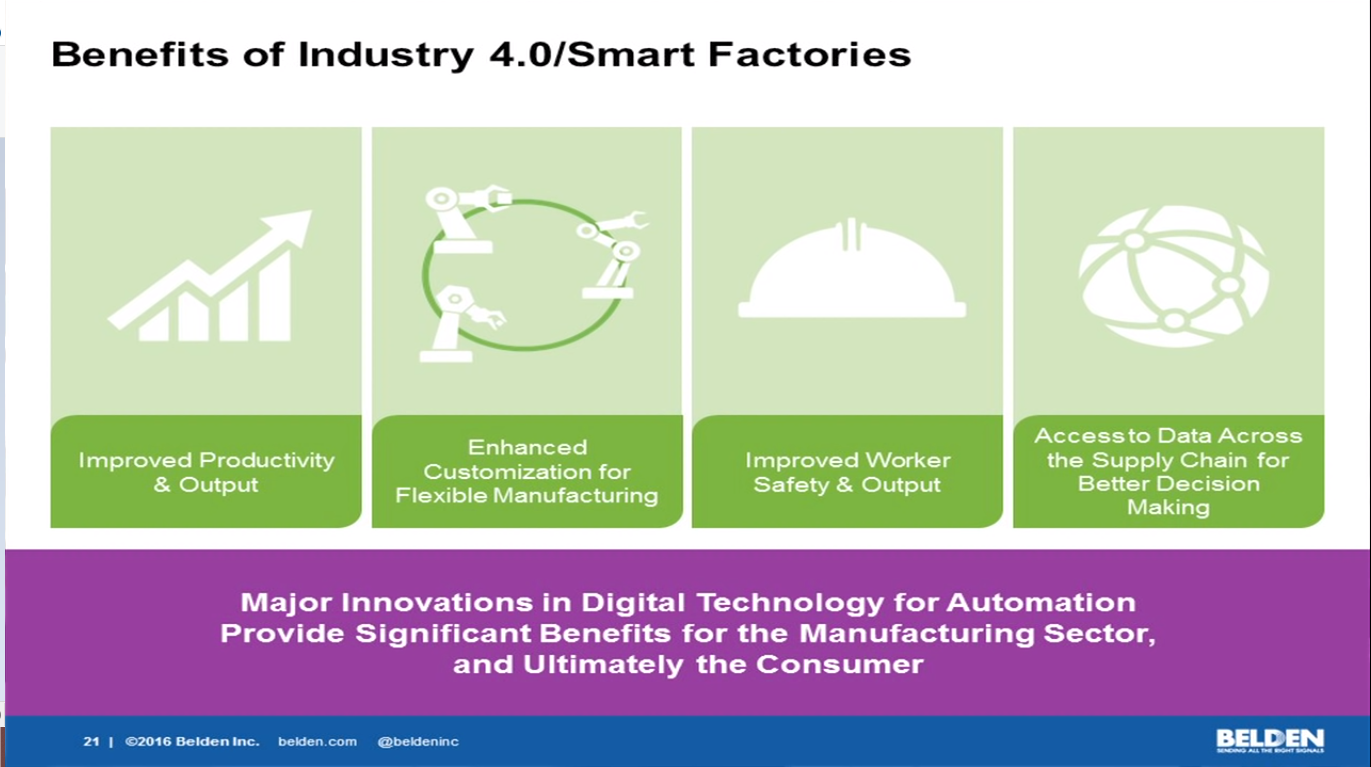 Benefits of Industry 4.0/Smart Factories
Improved Productivity
& Output
Enhanced
Customization for
Flexible Manufacturing
Improved Worker
Safety & Output
Access to Data Across
the Supply Chain for
Better Decision
Making
Major Innovations in Digital Technology for Automation
Provide Significant Benefits for the Manufacturing Sector,
and Ultimately the Consumer
21 | ©2016 Belden Inc. belden.com @beldeninc
BELDEN
SENDING ALL THE RIGHT SIGNALS